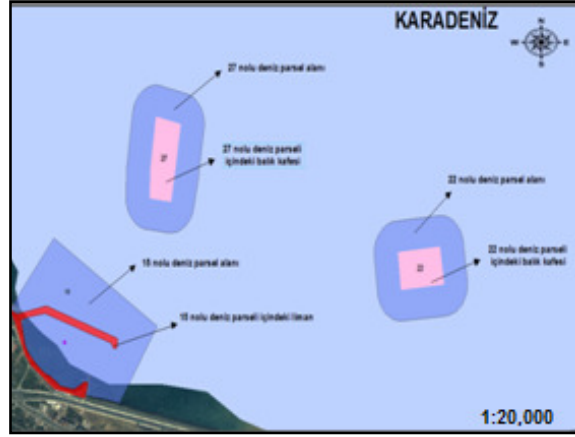 KARADENİZ
N
W E
S
27 nolu deniz parsel alanı
27
27 nolu deniz parseli
içindeki balık kafesi
22 nolu deniz parsel alanı
22 nolu deniz parseli
içindeki balık kafesi
22
15 nolu deniz parsel alanı
15 nolu deniz parseli içindeki liman
1:20,000